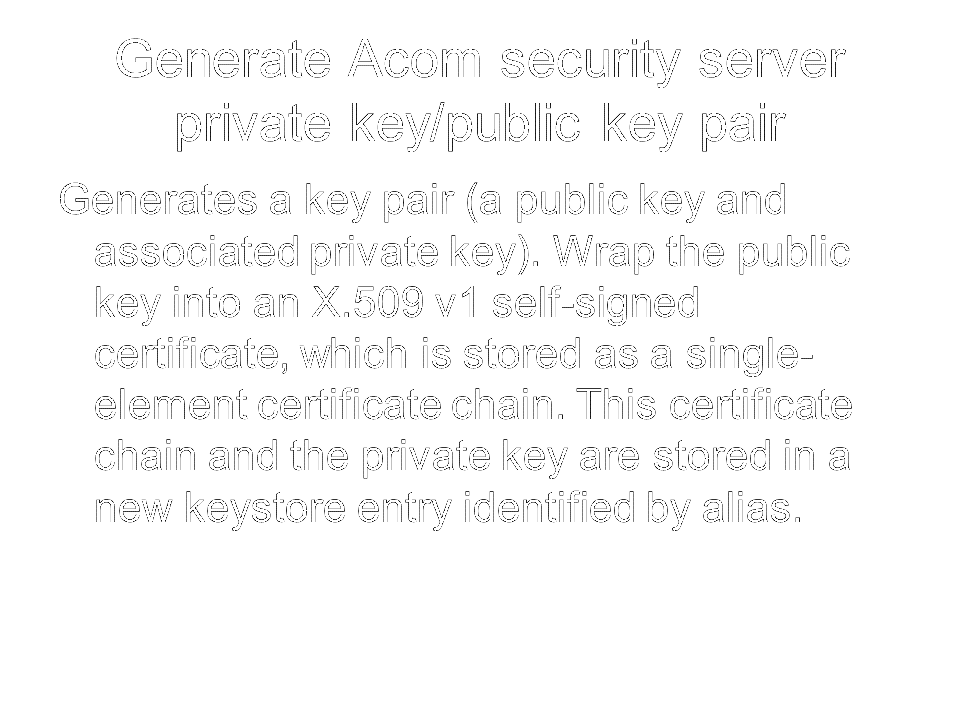 Generate Acom security server
private key/public key pair
Generates a key pair (a public key and
associated private key). Wrap the public
key into an X.509 v1 self-signed
certificate, which is stored as a single-
element certificate chain. This certificate
chain and the private key are stored in a
new keystore entry identified by alias.